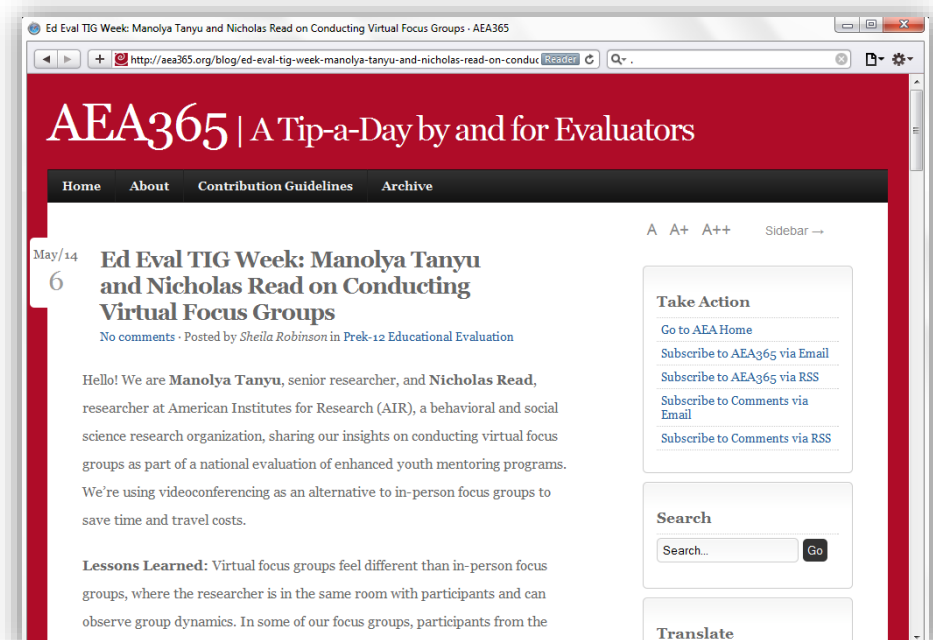 Ed Eval TIG Week: Manolya Tanyu and Nicholas Read on Conducting Virtual Focus Groups - AEA365
http://aea365.org/blog/ed-eval-tig-week-manolya-tanyu-and-nicholas-read-on-conduc Reader
AEA365 | A Tip-a-Day by and for Evaluators
Home About Contribution Guidelines Archive
A A+ A++ Sidebar →
May/14
6
Ed Eval TIG Week: Manolya Tanyu
and Nicholas Read on Conducting
Virtual Focus Groups
No comments · Posted by Sheila Robinson in Prek-12 Educational Evaluation
Hello! We are Manolya Tanyu, senior researcher, and Nicholas Read,
researcher at American Institutes for Research (AIR), a behavioral and social
science research organization, sharing our insights on conducting virtual focus
groups as part of a national evaluation of enhanced youth mentoring programs.
We're using videoconferencing as an alternative to in-person focus groups to
save time and travel costs.
Lessons Learned: Virtual focus groups feel different than in-person focus
groups, where the researcher is in the same room with participants and can
observe group dynamics. In some of our focus groups, participants from the
Take Action
Go to AEA Home
Subscribe to AEA365 via Email
Subscribe to AEA365 via RSS
Subscribe to Comments via
Email
Subscribe to Comments via RSS
Search
Search...
Go
Translate